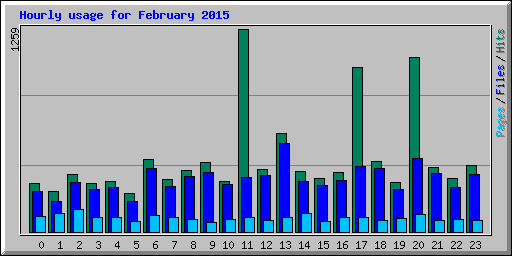 Hourly usage for February 2015
1259
Pages/Files/Hits
0 1 2 3 4 5 6 7 8 9 10 11 12 13 14 15 16 17 18 19 20 21 22 23